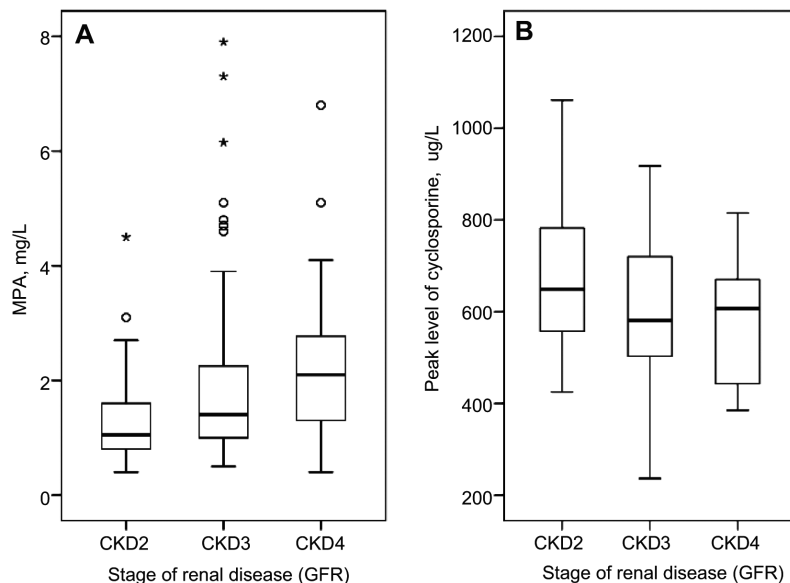 A
8
6
4
2
0
MPA, mg/L
CKD2 CKD3 CKD4
Stage of renal disease (GFR)
B
1200
1000
800
600
400
200
Peak level of cyclosporine, ug/L
CKD2 CKD3 CKD4
Stage of renal disease (GFR)